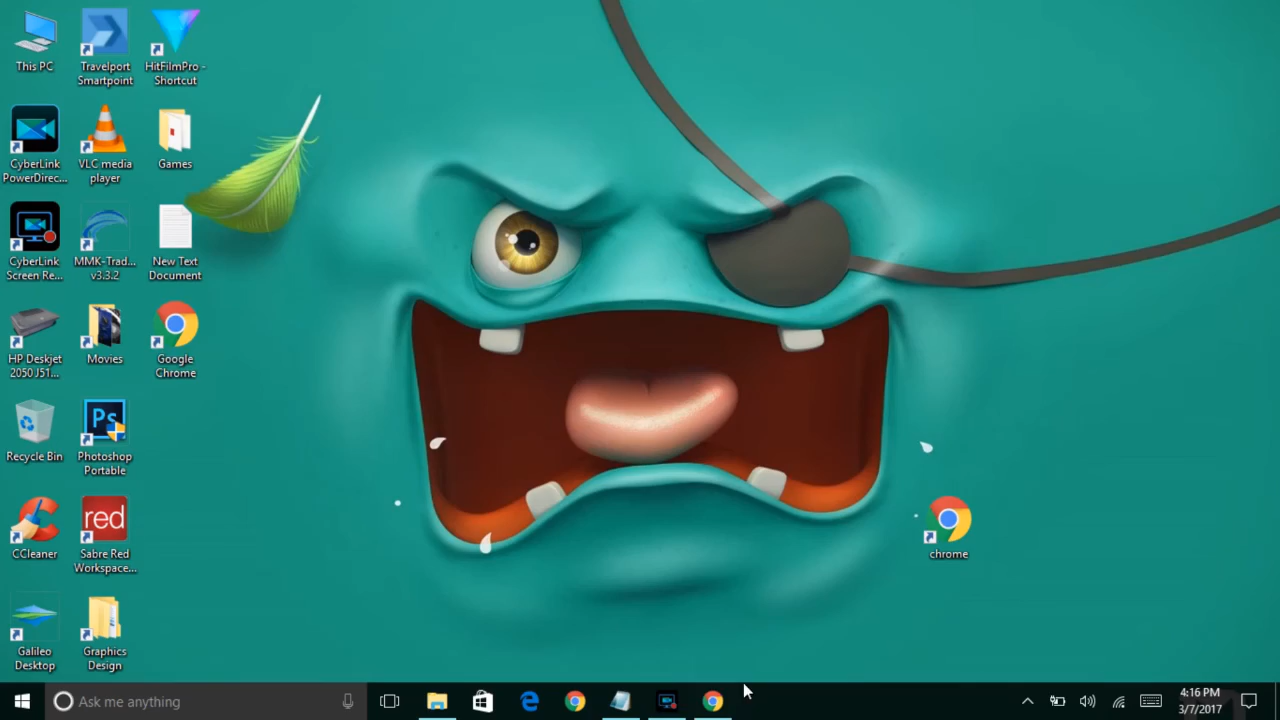 This PC
Travelport
Smartpoint
HitFilmPro -
Shortcut
CyberLink
PowerDirec...
VLC media
player
Games
CyberLink
Screen Re...
MMK-Trad...
v3.3.2
New Text
Document
HP Deskjet
2050 J51...
Movies
Google
Chrome
Recycle Bin
Ps
Photoshop
Portable
CCleaner
red
Sabre Red
Workspace...
Galileo
Desktop
Graphics
Design
chrome
Ask me anything
4:16 PM
3/7/2017